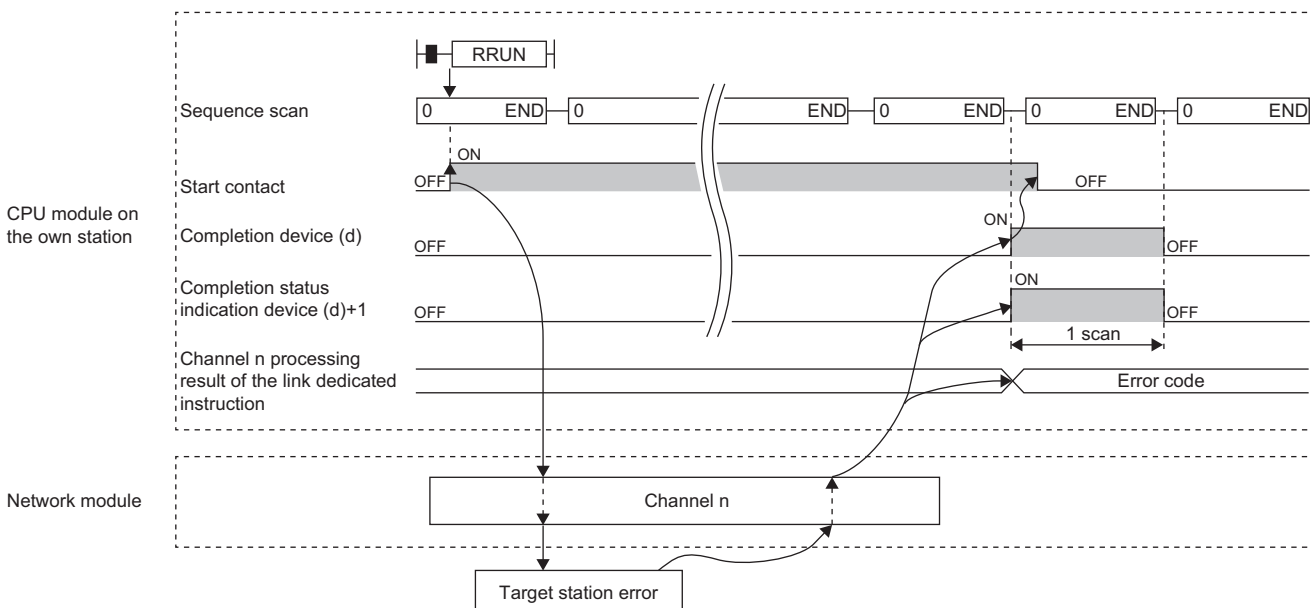 RRUN
Sequence scan
0 END 0 END 0 END 0 END 0 END
ON
Start contact
OFF
OFF
CPU module on
the own station
ON
Completion device (d)
OFF
OFF
Completion status
indication device (d)+1
ON
OFF
OFF
1 scan
Channel n processing
result of the link dedicated
instruction
Error code
Network module
Channel n
Target station error